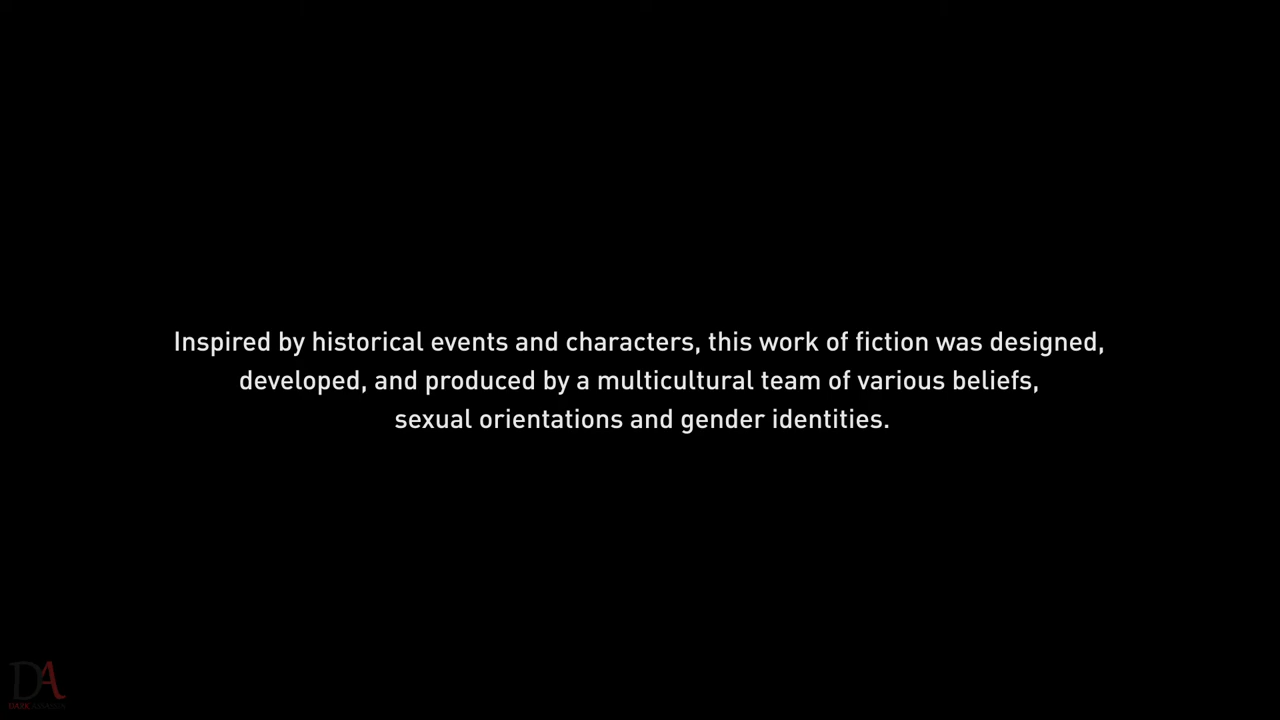 Inspired by historical events and characters, this work of fiction was designed,
developed, and produced by a multicultural team of various beliefs,
sexual orientations and gender identities.
DA